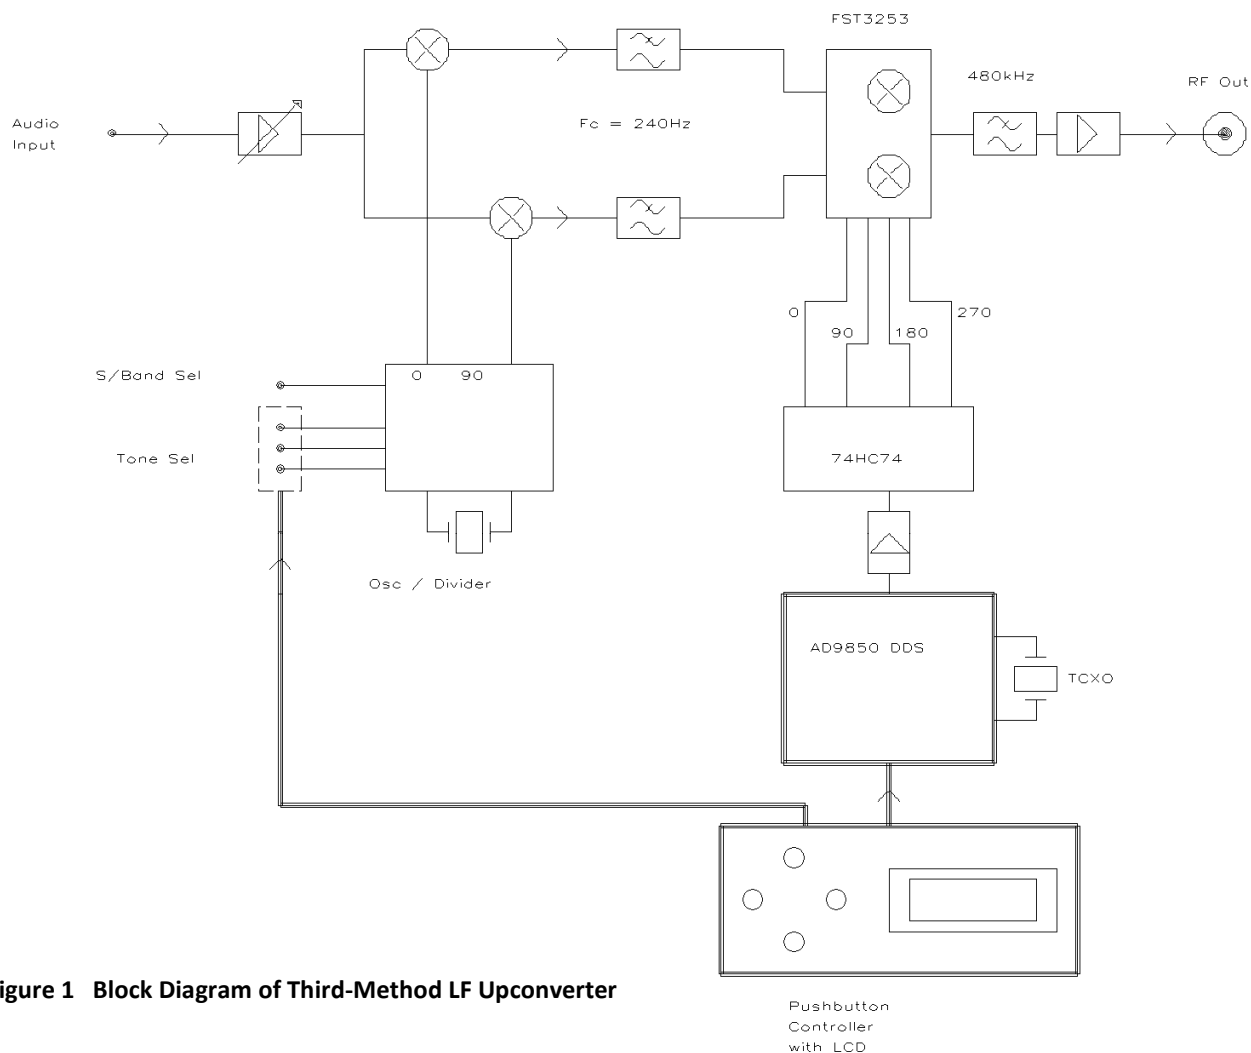 FST3253
480kHz
RF Out
Audio
Input
Fc = 240Hz
0
270
90
180
S/Band Sel
0 90
Tone Sel
74HC74
Osc / Divider
AD9850 DDS
TCXO
igure 1 Block Diagram of Third-Method LF Upconverter
Pushbutton
Controller
with LCD